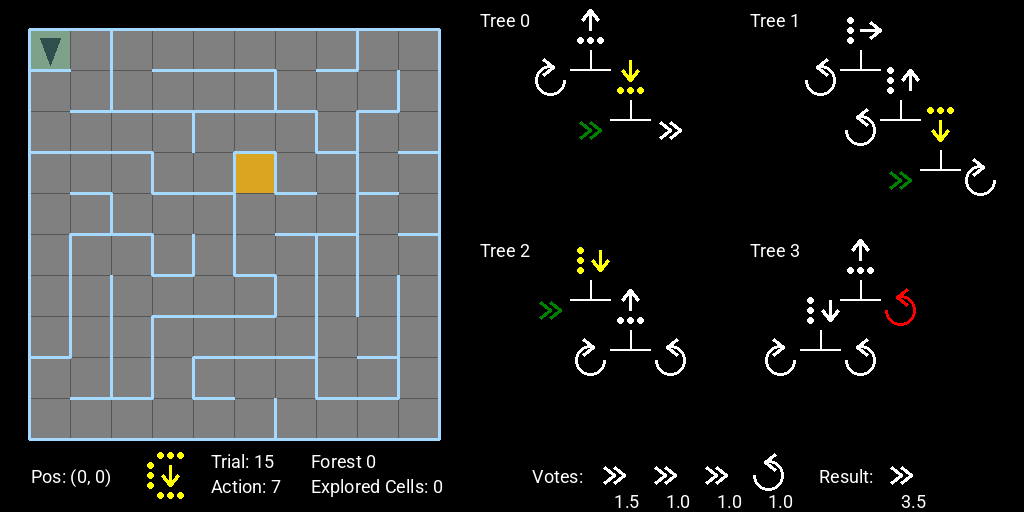 Tree 0
Tree 1
Tree 2
Tree 3
Pos: (0, 0)
Trial: 15
Forest 0
Action: 7
Explored Cells: 0
Votes:
Result:
1.5
1.0
1.0
1.0
3.5